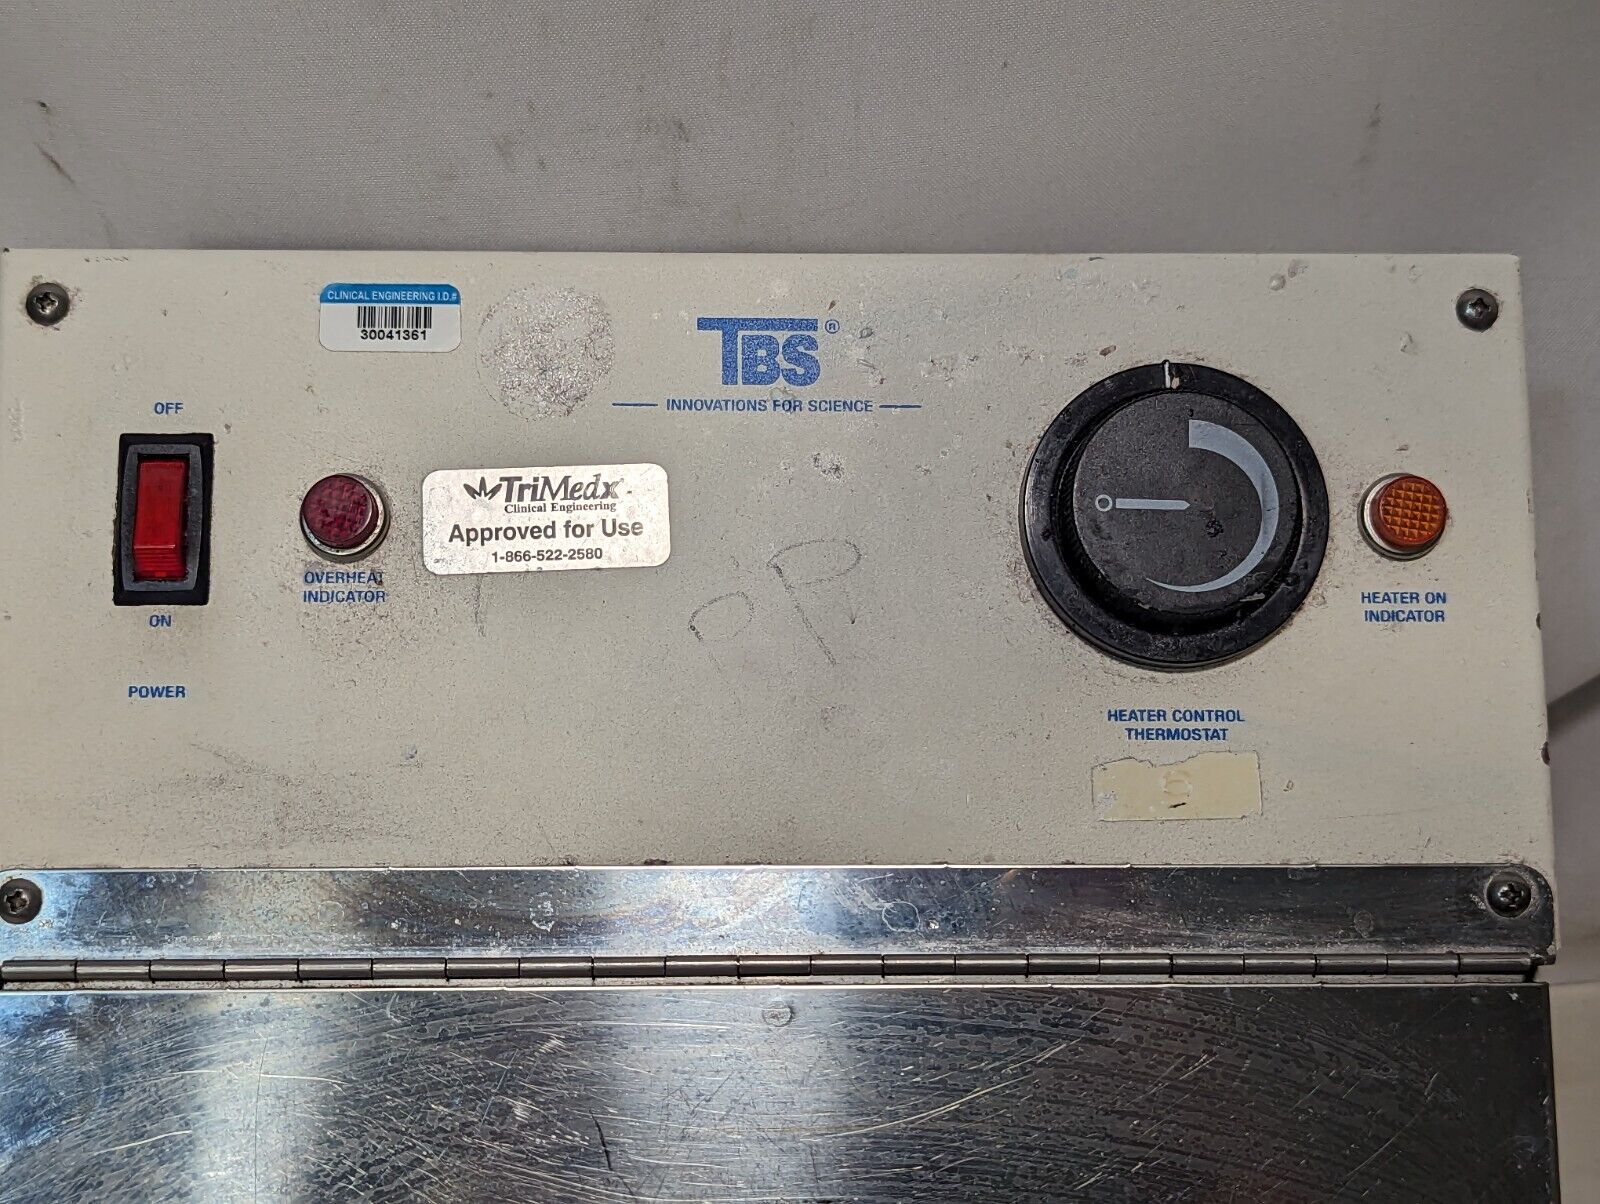 CLINICAL ENGINEERING I.D.#
30041361
TBS®
INNOVATIONS FOR SCIENCE
OFF
ON
POWER
OVERHEAT
INDICATOR
TriMedx
Clinical Engineering
Approved for Use
1-866-522-2580
HEATER CONTROL
THERMOSTAT
HEATER ON
INDICATOR